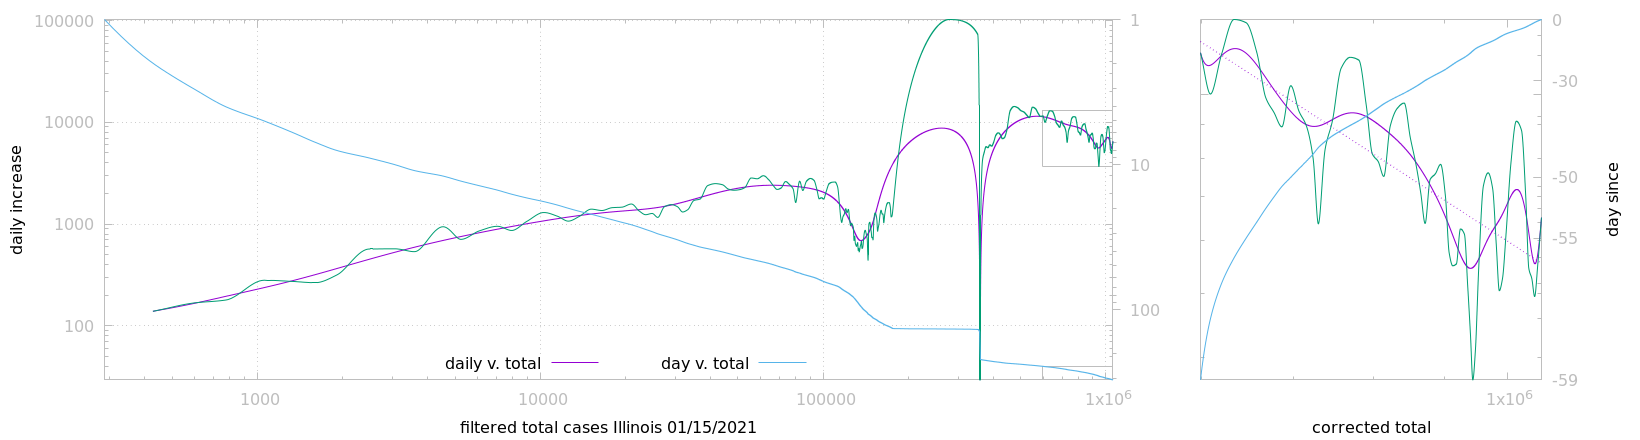 100000
10000
1000
100
daily increase
1
10
100
daily v. total
day v. total
1000
10000
100000
1x10⁶
filtered total cases Illinois 01/15/2021
0
-30
-50
-55
-59
day since
1x10⁶
corrected total